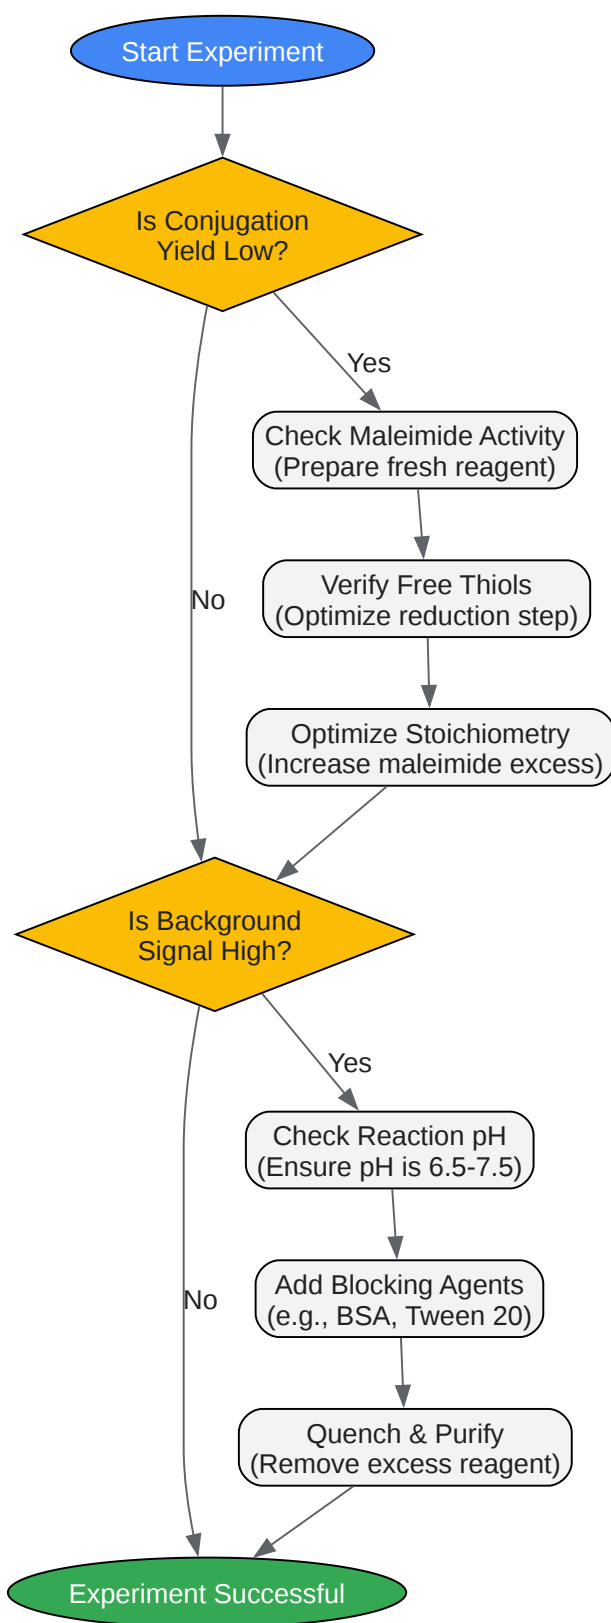 Start Experiment
Is Conjugation
Yield Low?
Yes
Check Maleimide Activity
(Prepare fresh reagent)
Verify Free Thiols
(Optimize reduction step)
No
Optimize Stoichiometry
(Increase maleimide excess)
Is Background
Signal High?
Yes
Check Reaction pH
(Ensure pH is 6.5-7.5)
Add Blocking Agents
(e.g., BSA, Tween 20)
No
Quench & Purify
(Remove excess reagent)
Experiment Successful